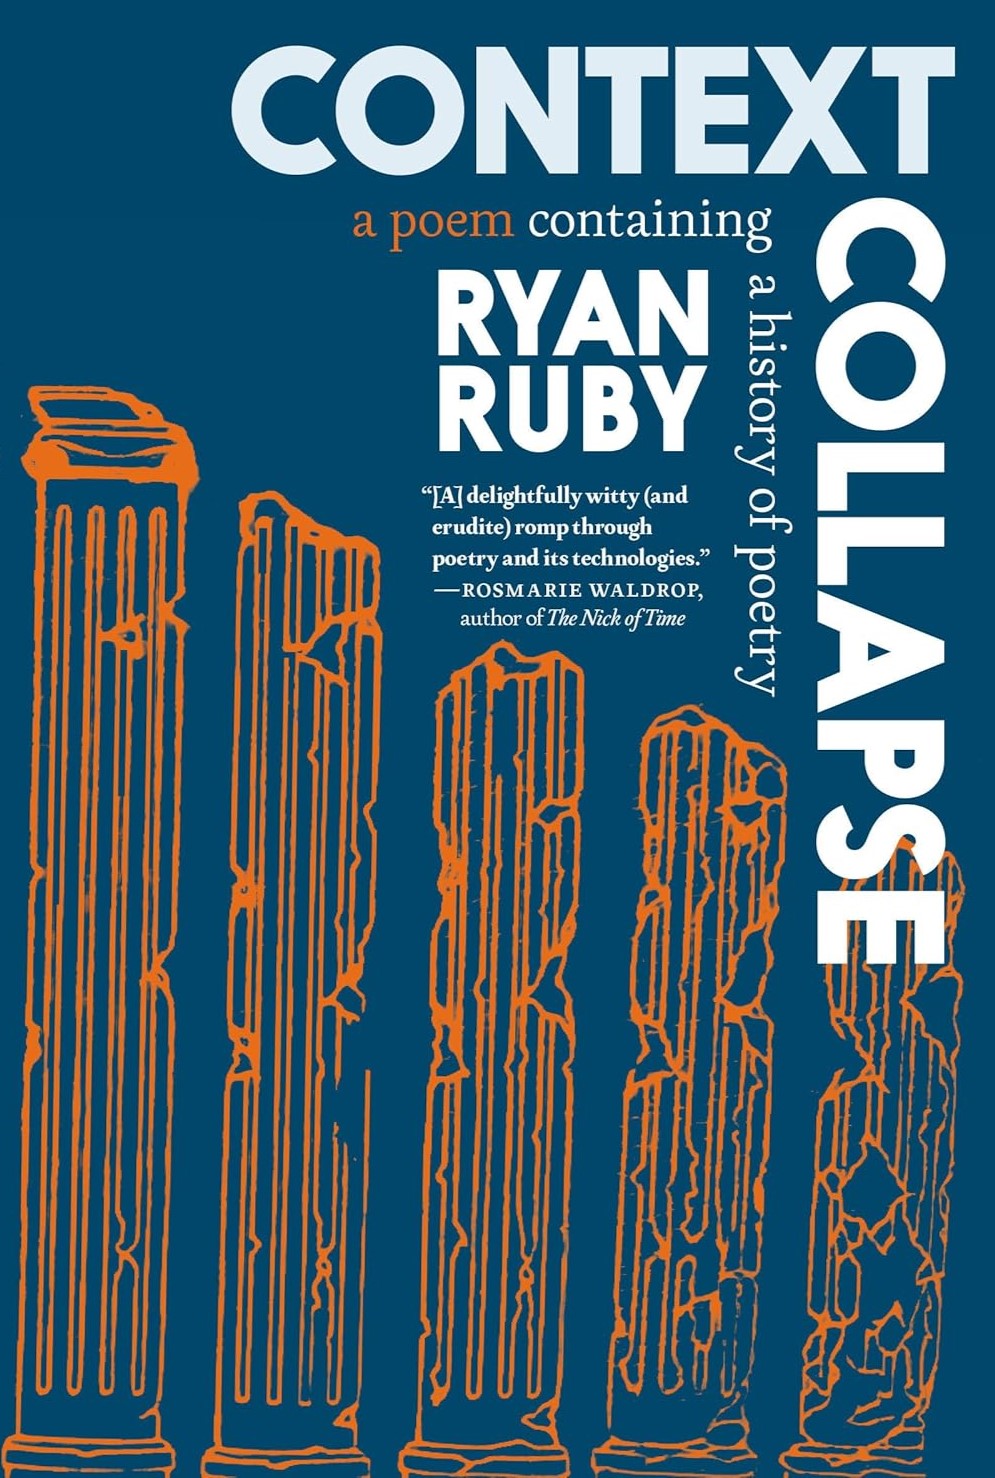 CONTEXT
COLLAPSE
a poem containing
a history of poetry
RYAN
RUBY
“[A] delightfully witty (and
erudite) romp through
poetry and its technologies.”
—ROSMARIE WALDROP,
author of The Nick of Time